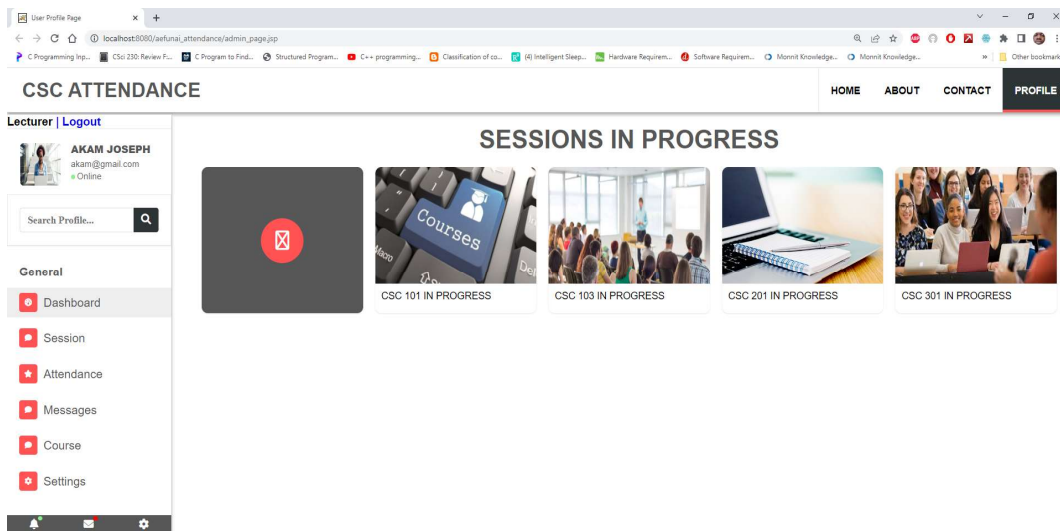 User Profile Page
localhost:8080/aefunai_attendance/admin_page.jsp
C Programming Inp...
CSci 230: Review F...
C Program to Find...
Structured Program...
C++ programming...
Classification of co...
(4) Intelligent Sleep...
Hardware Requirem...
Software Requirem...
Monnit Knowledge...
Monnit Knowledge...
»
Other bookmark
CSC ATTENDANCE
HOME ABOUT CONTACT PROFILE
Lecturer | Logout
AKAM JOSEPH
akam@gmail.com
Online
Search Profile...
General
Dashboard
Session
Attendance
Messages
Course
Settings
SESSIONS IN PROGRESS
Courses
Macro
Del
CSC 101 IN PROGRESS
CSC 103 IN PROGRESS
CSC 201 IN PROGRESS
CSC 301 IN PROGRESS